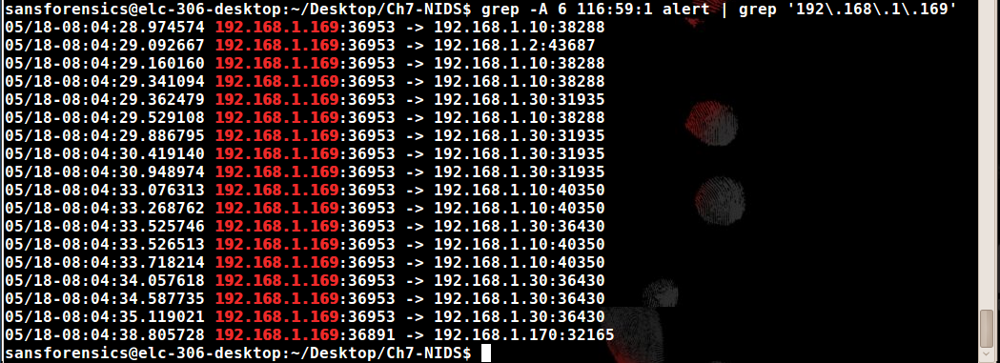 sansforensics@elc-306-desktop:~/Desktop/Ch7-NIDS$ grep -A 6 116:59:1 alert | grep '192\.168\.1\.169'
05/18-08:04:28.974574 192.168.1.169:36953 -> 192.168.1.10:38288
05/18-08:04:29.092667 192.168.1.169:36953 -> 192.168.1.2:43687
05/18-08:04:29.160160 192.168.1.169:36953 -> 192.168.1.10:38288
05/18-08:04:29.341094 192.168.1.169:36953 -> 192.168.1.10:38288
05/18-08:04:29.362479 192.168.1.169:36953 -> 192.168.1.30:31935
05/18-08:04:29.529108 192.168.1.169:36953 -> 192.168.1.10:38288
05/18-08:04:29.886795 192.168.1.169:36953 -> 192.168.1.30:31935
05/18-08:04:30.419140 192.168.1.169:36953 -> 192.168.1.30:31935
05/18-08:04:30.948974 192.168.1.169:36953 -> 192.168.1.30:31935
05/18-08:04:33.076313 192.168.1.169:36953 -> 192.168.1.10:40350
05/18-08:04:33.268762 192.168.1.169:36953 -> 192.168.1.10:40350
05/18-08:04:33.525746 192.168.1.169:36953 -> 192.168.1.30:36430
05/18-08:04:33.526513 192.168.1.169:36953 -> 192.168.1.10:40350
05/18-08:04:33.718214 192.168.1.169:36953 -> 192.168.1.10:40350
05/18-08:04:34.057618 192.168.1.169:36953 -> 192.168.1.30:36430
05/18-08:04:34.587735 192.168.1.169:36953 -> 192.168.1.30:36430
05/18-08:04:35.119021 192.168.1.169:36953 -> 192.168.1.30:36430
05/18-08:04:38.805728 192.168.1.169:36891 -> 192.168.1.170:32165
sansforensics@elc-306-desktop:~/Desktop/Ch7-NIDS$